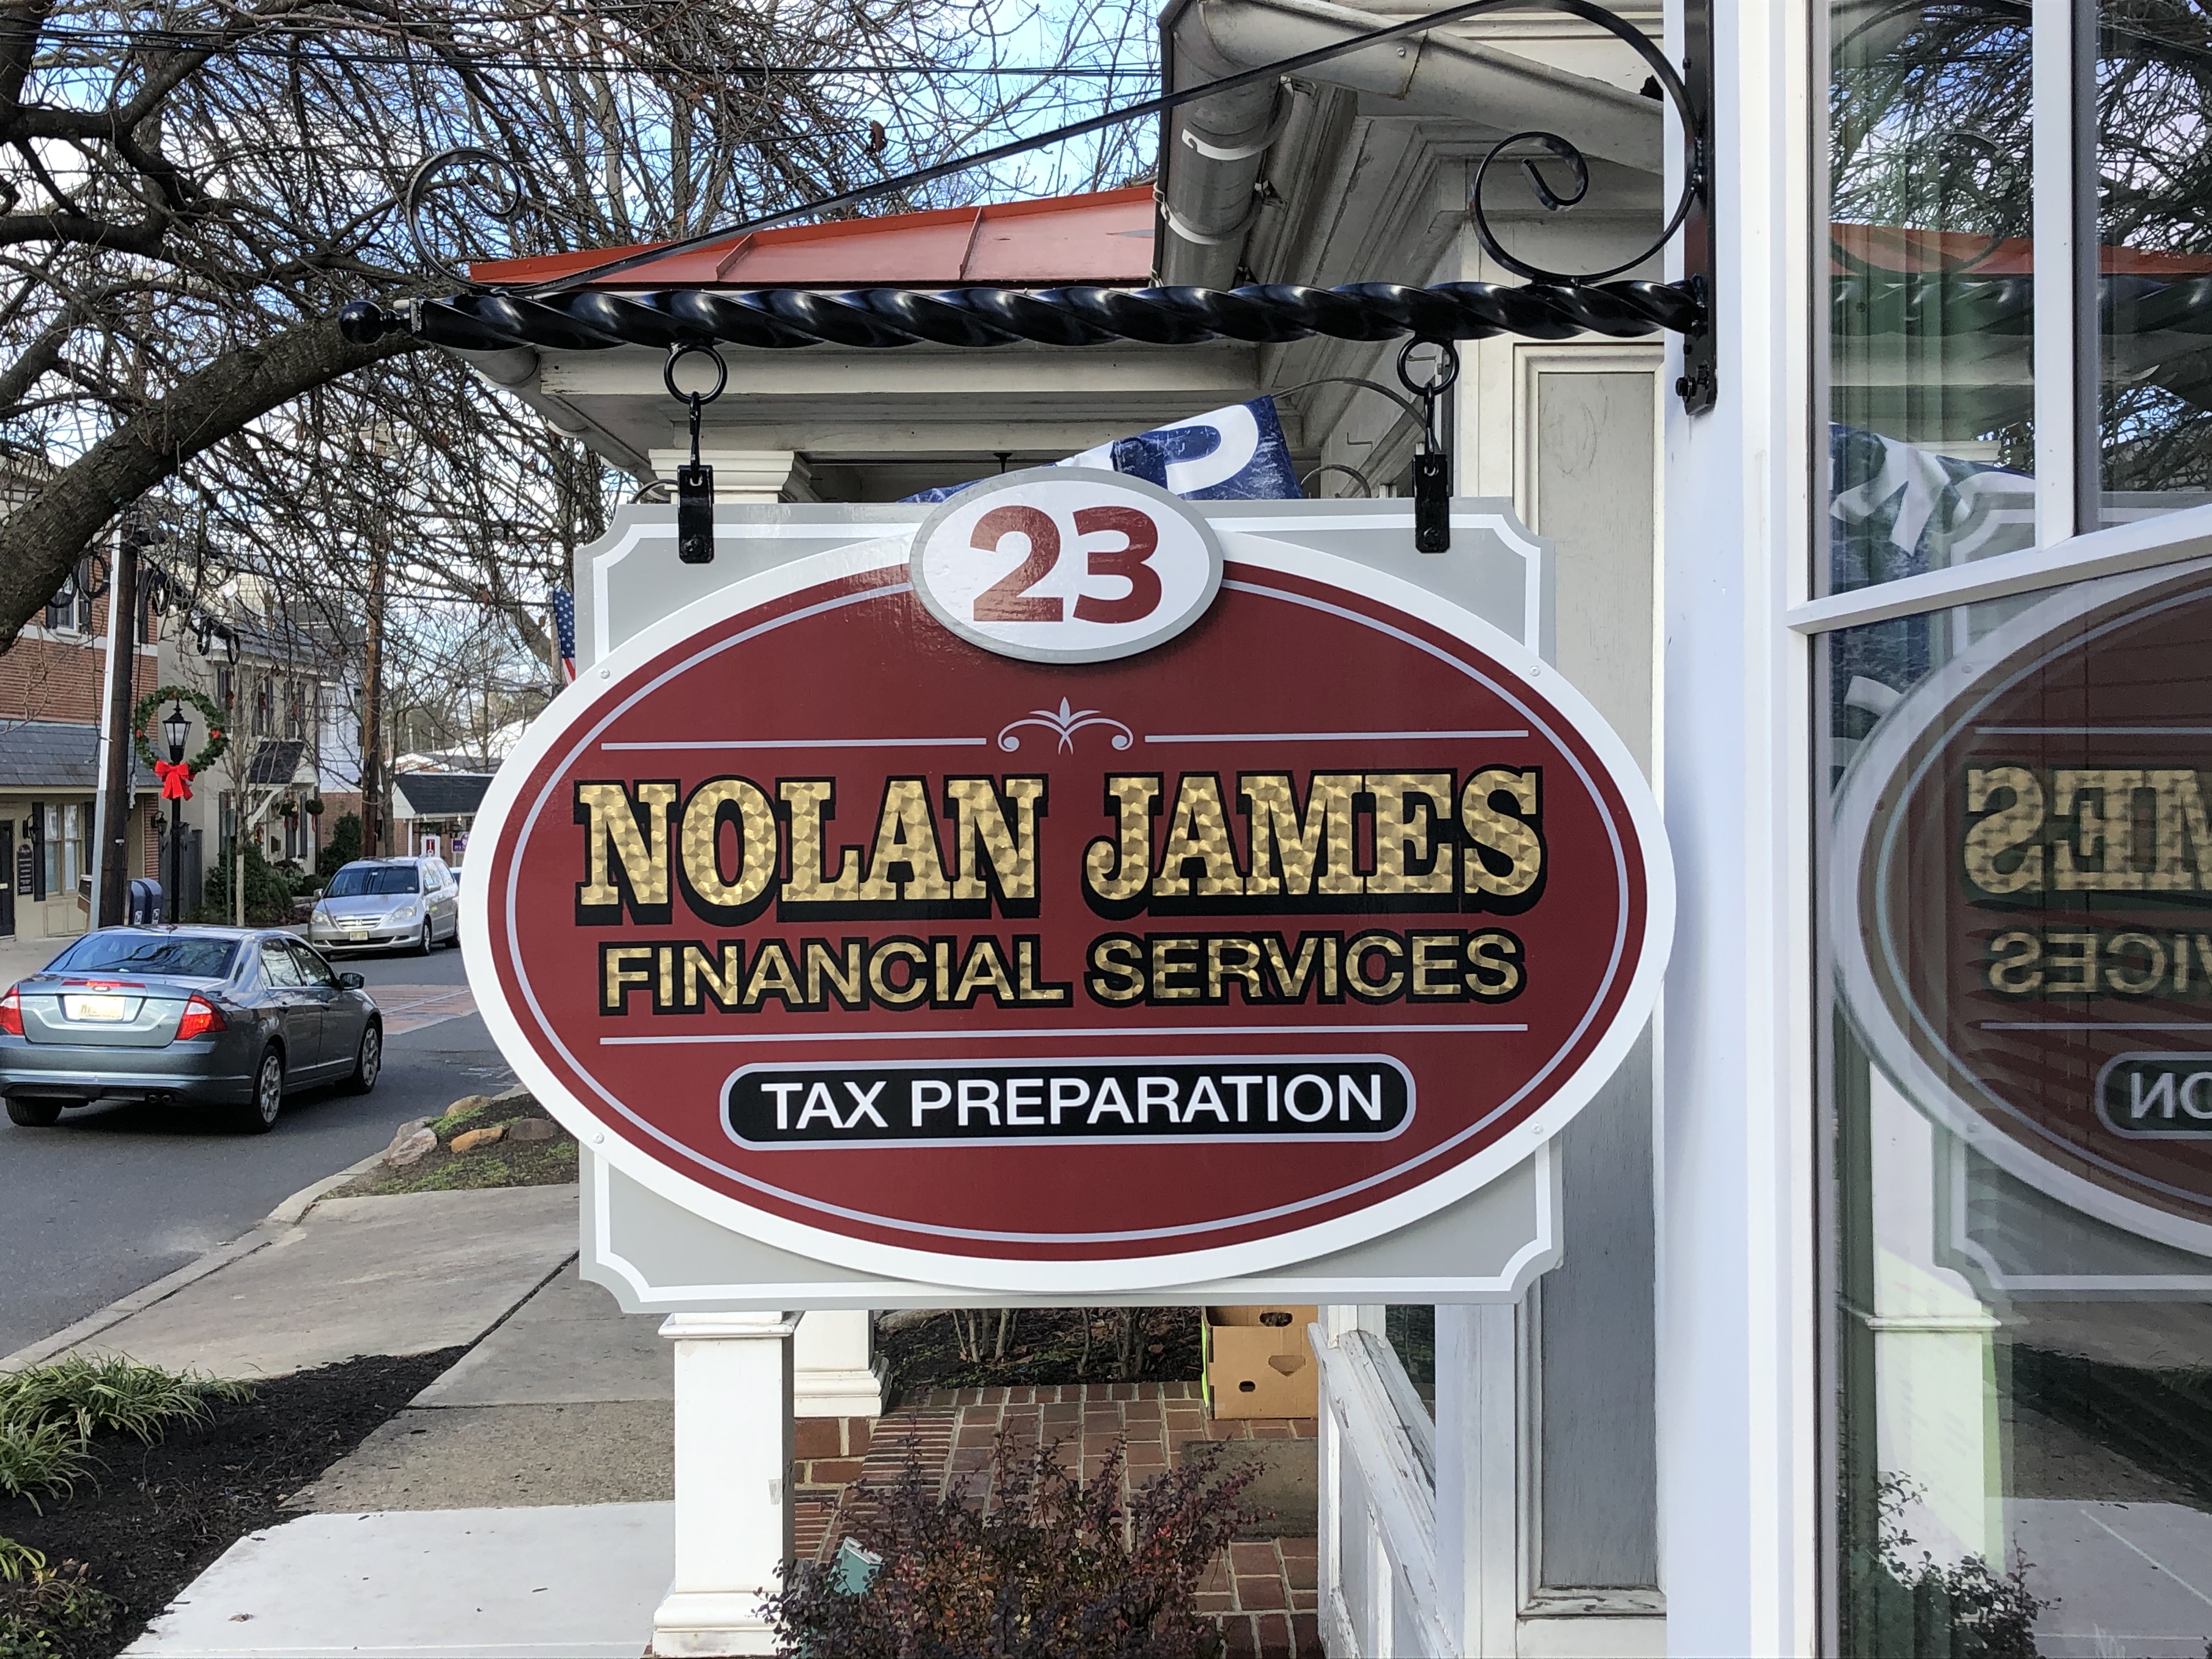 23
NOLAN JAMES
FINANCIAL SERVICES
TAX PREPARATION